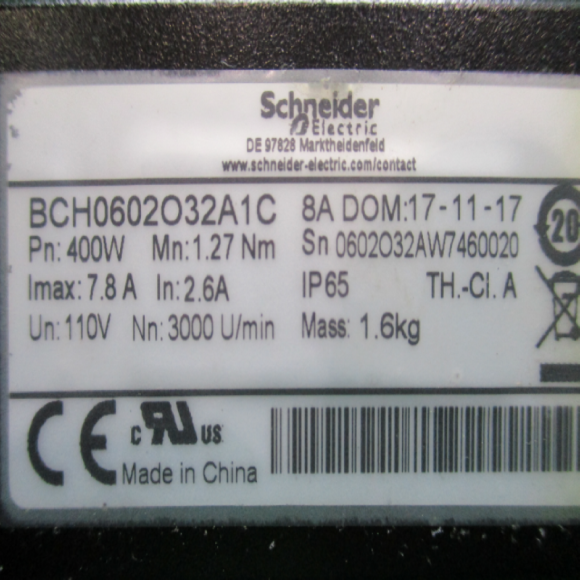 Schneider
Electric
DE 97828 Marktheidenfeld
www.schneider-electric.com/contact
BCH0602O32A1C 8A DOM:17-11-17
Pn: 400W Mn:1.27 Nm Sn 0602O32AW7460020
Imax: 7.8 A In: 2.6A IP65 TH.-Cl. A
Un: 110V Nn: 3000 U/min Mass: 1.6kg
20
CE c RU US
Made in China